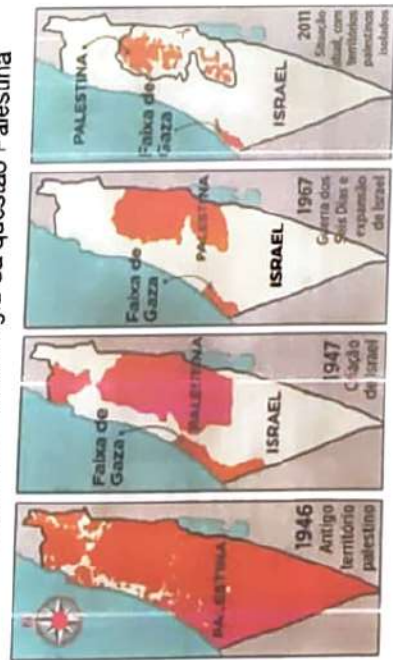 da questão Palestina
1946
Antigo
território
palestino
PALESTINA
1947
Criação
de Israel
Faixa de
Gaza
PALESTINA
ISRAEL
1967
Guerra dos
Seis Dias e
expansão
de Israel
Faixa de
Gaza
PALESTINA
ISRAEL
2011
Situação
atual, com
territórios
palestinos
isolados
PALESTINA
Faixa de
Gaza
ISRAEL